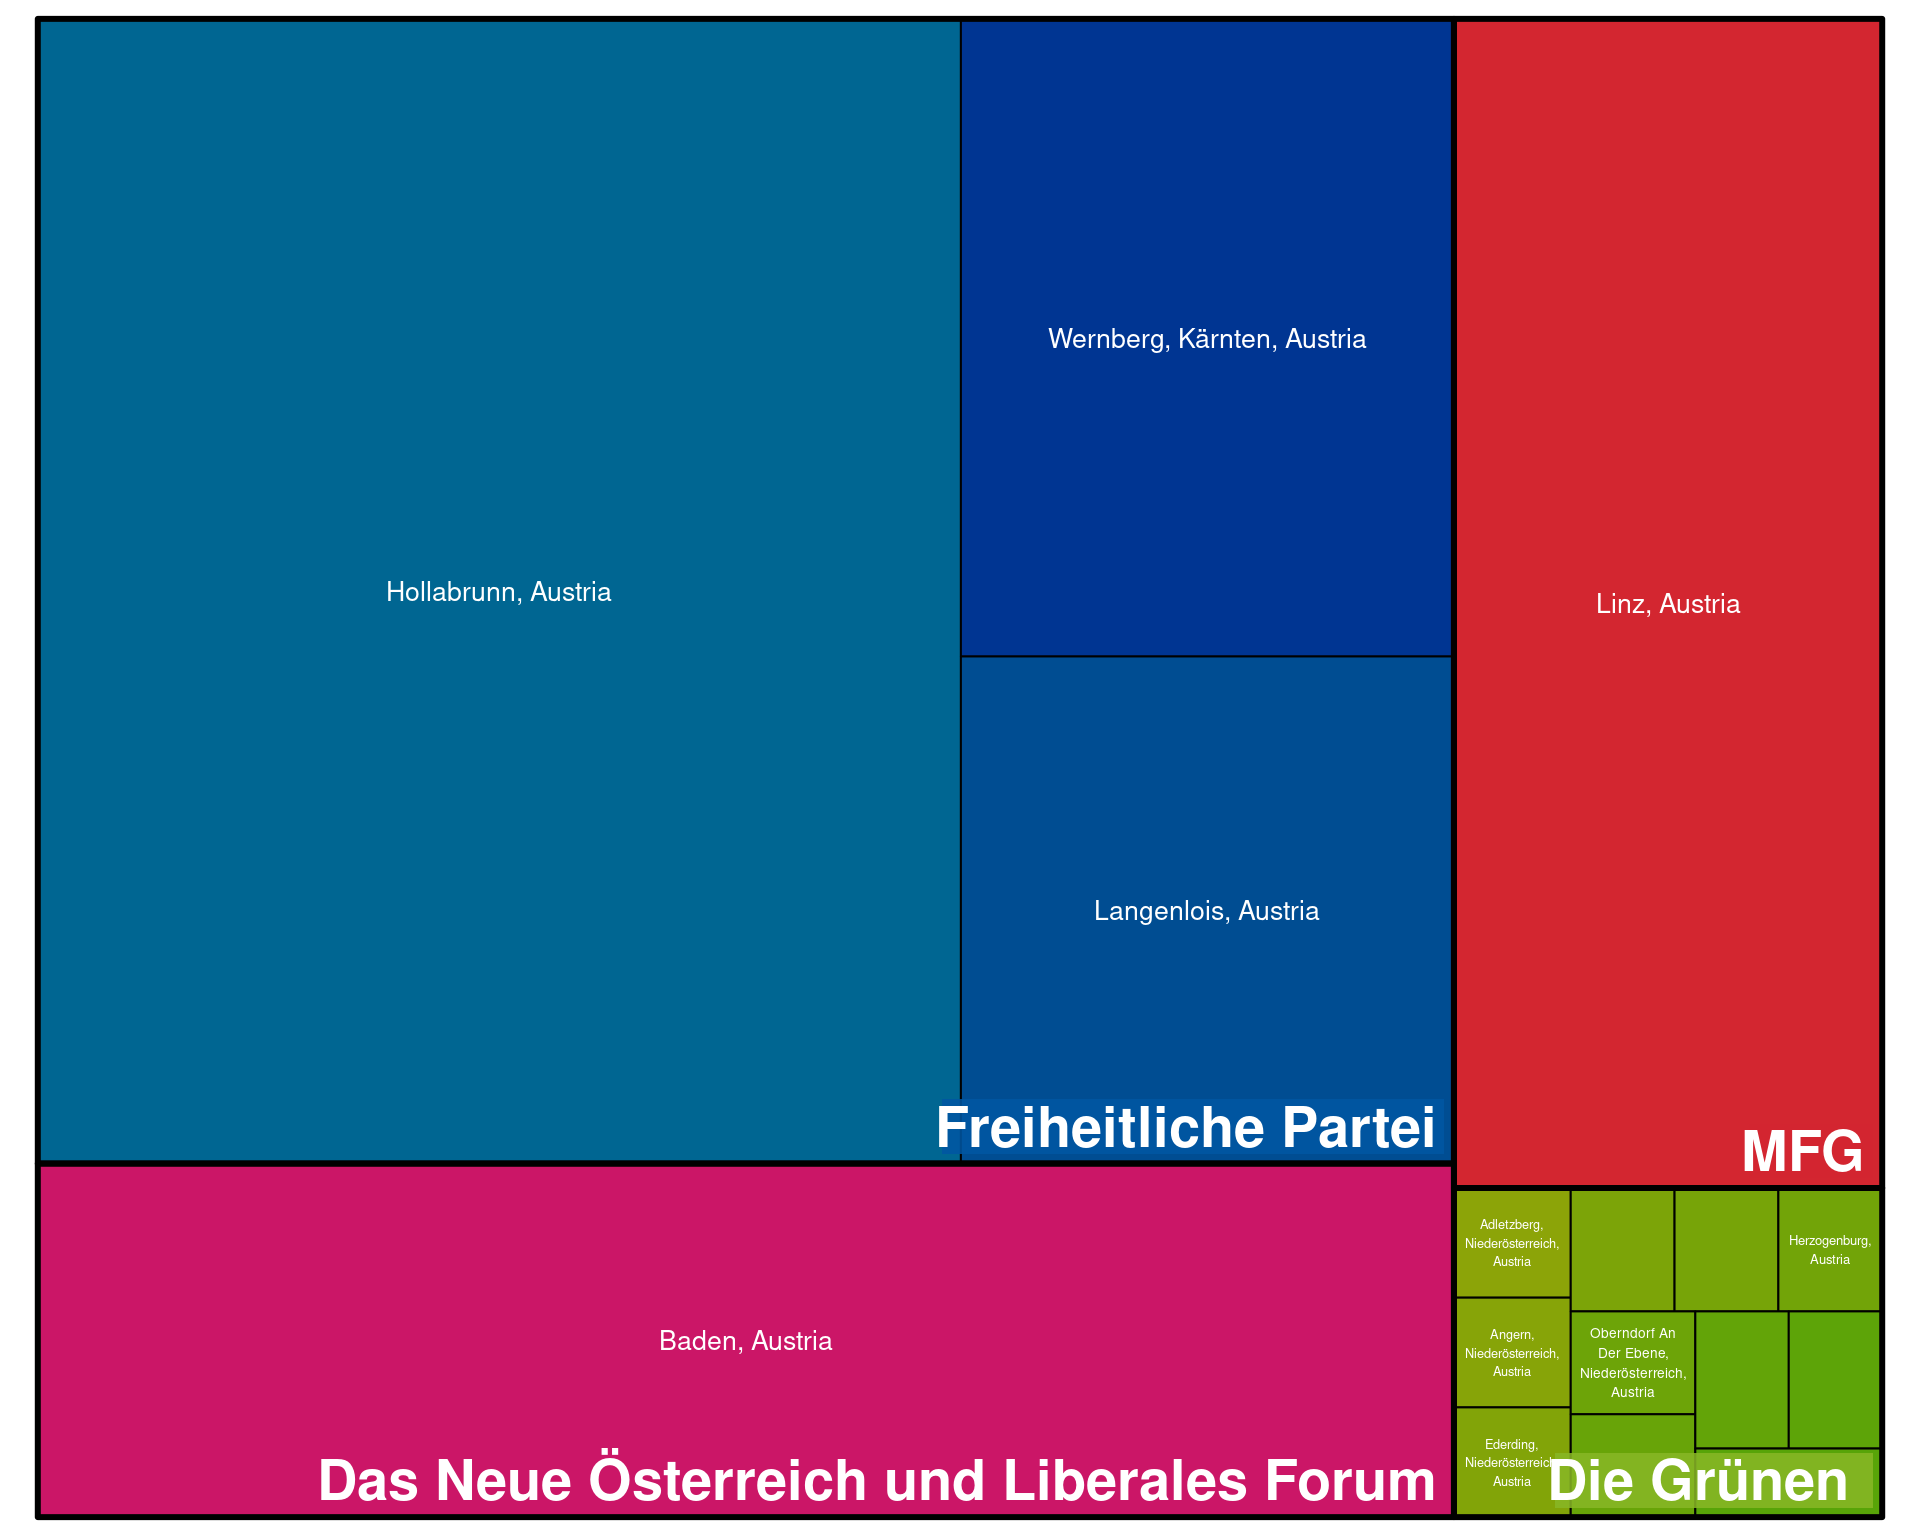 Hollabrunn, Austria
Wernberg, Kärnten, Austria
Langenlois, Austria
Freiheitliche Partei
Linz, Austria
MFG
Baden, Austria
Das Neue Österreich und Liberales Forum
Adletzberg,
Niederösterreich,
Austria
Herzogenburg,
Austria
Angern,
Niederösterreich,
Austria
Oberndorf An
Der Ebene,
Niederösterreich,
Austria
Ederding,
Niederösterreich,
Austria
Die Grünen